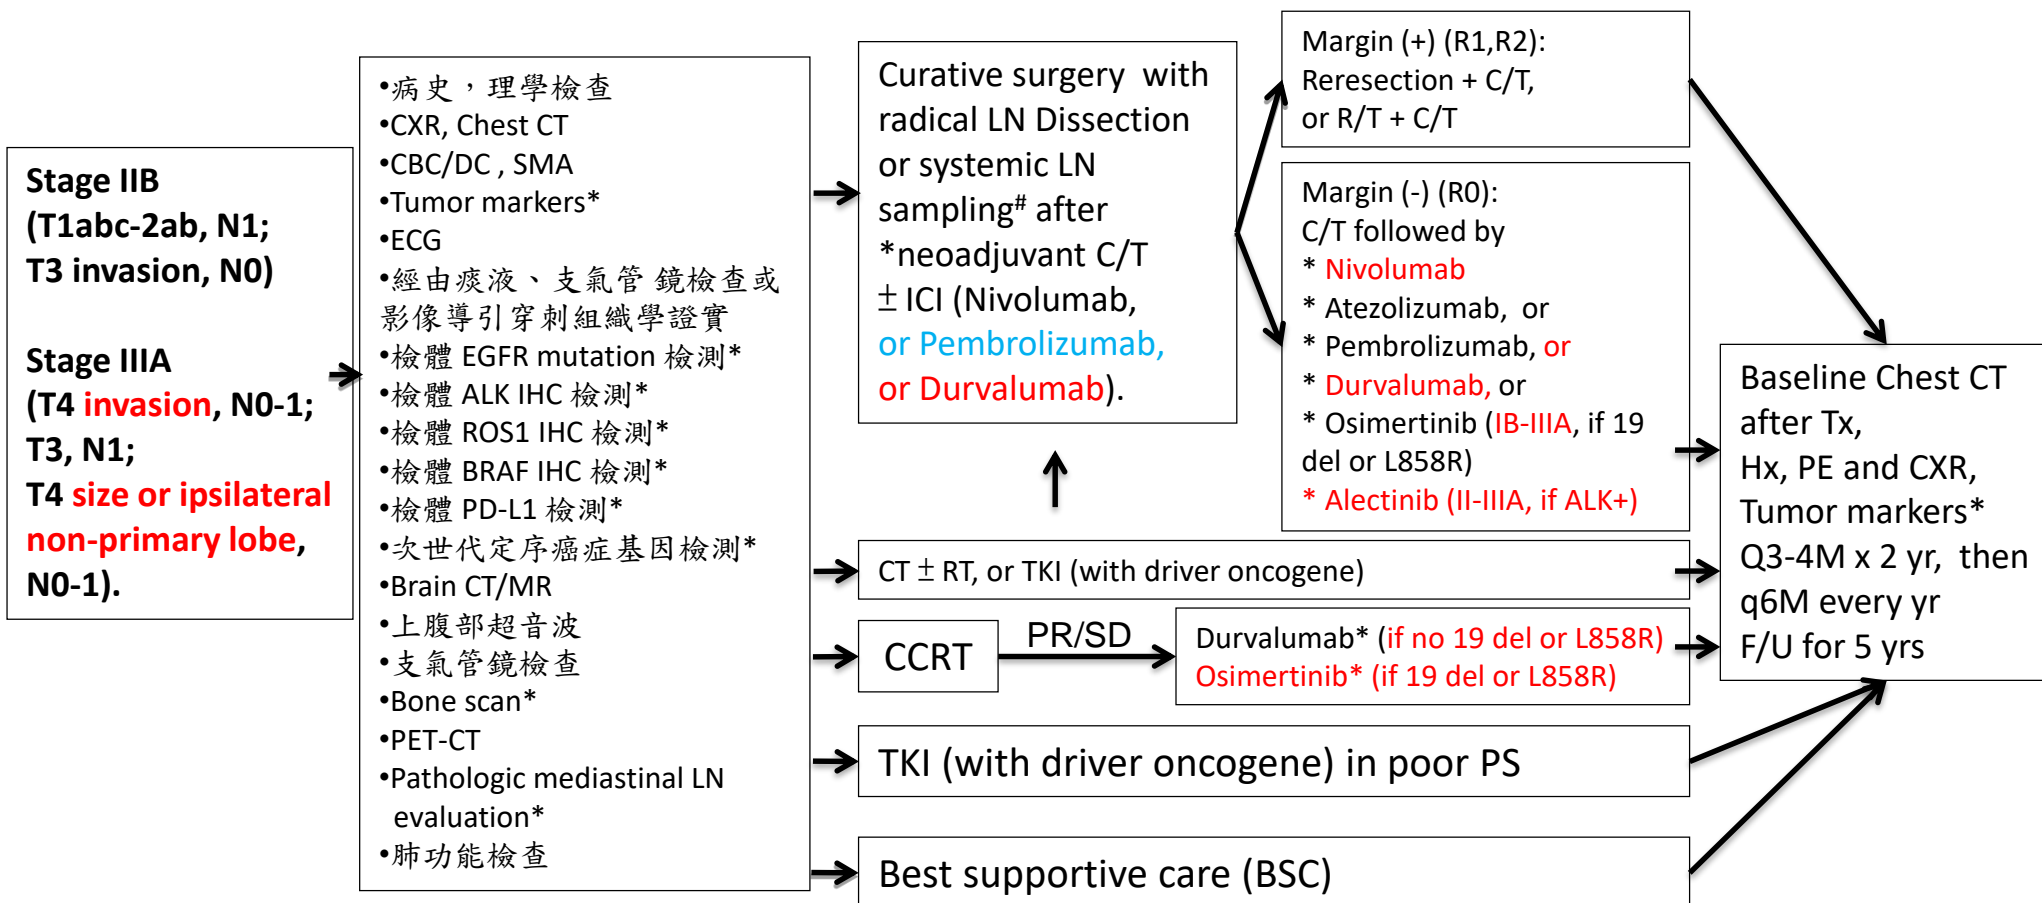 Stage IIB
(T1abc-2ab, N1;
T3 invasion, N0)
Stage IIIA
(T4 invasion, N0-1;
T3, N1;
T4 size or ipsilateral
non-primary lobe,
N0-1).
•病史，理學檢查
•CXR, Chest CT
•CBC/DC , SMA
•Tumor markers*
•ECG
•經由痰液、支氣管 鏡檢查或
影像導引穿刺組織學證實
•檢體 EGFR mutation 檢測*
•檢體 ALK IHC 檢測*
•檢體 ROS1 IHC 檢測*
•檢體 BRAF IHC 檢測*
•檢體 PD-L1 檢測*
•次世代定序癌症基因檢測*
•Brain CT/MR
•上腹部超音波
•支氣管鏡檢查
•Bone scan*
•PET-CT
•Pathologic mediastinal LN
evaluation*
•肺功能檢查
Curative surgery with
radical LN Dissection
or systemic LN
sampling# after
*neoadjuvant C/T
± ICI (Nivolumab,
or Pembrolizumab,
or Durvalumab).
Margin (+) (R1,R2):
Reresection + C/T,
or R/T + C/T
Margin (-) (R0):
C/T followed by
* Nivolumab
* Atezolizumab, or
* Pembrolizumab, or
* Durvalumab, or
* Osimertinib (IB-IIIA, if 19
del or L858R)
* Alectinib (II-IIIA, if ALK+)
CT ± RT, or TKI (with driver oncogene)
CCRT
PR/SD
Durvalumab* (if no 19 del or L858R)
Osimertinib* (if 19 del or L858R)
TKI (with driver oncogene) in poor PS
Best supportive care (BSC)
Baseline Chest CT
after Tx,
Hx, PE and CXR,
Tumor markers*
Q3-4M x 2 yr, then
q6M every yr
F/U for 5 yrs